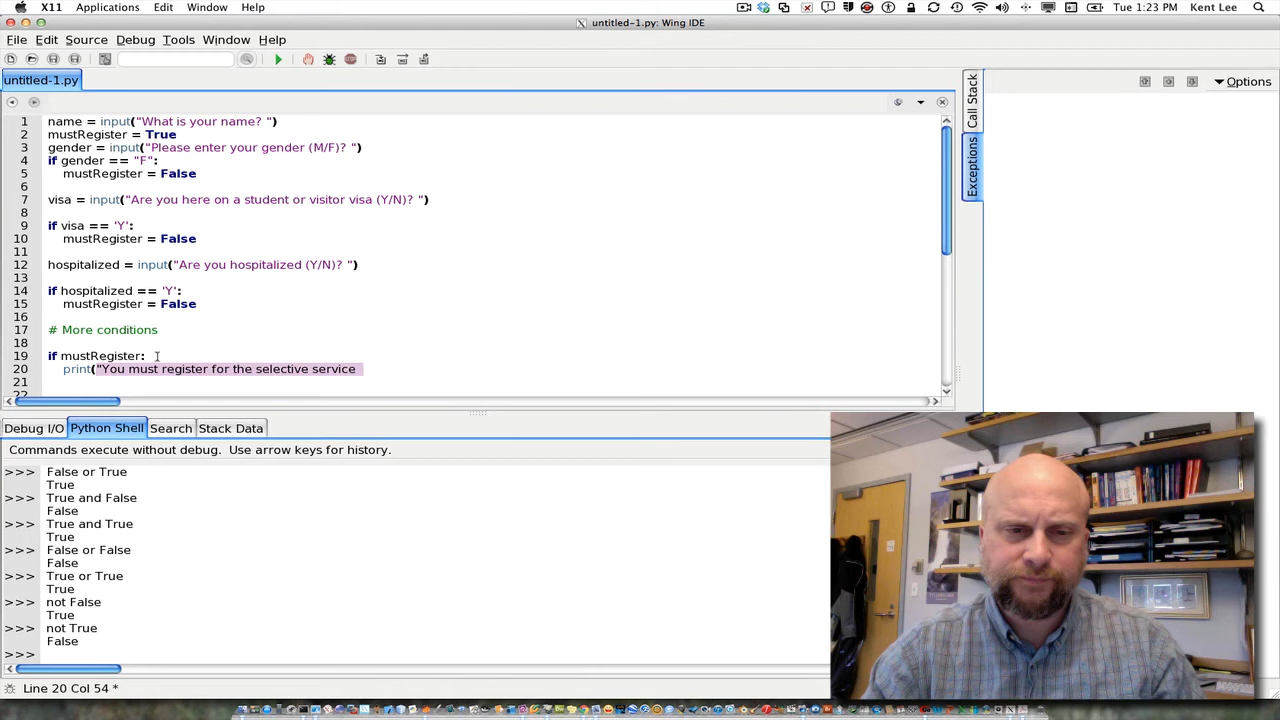 X11 Applications Edit Window Help Tue 1:23 PM Kent Lee
untitled-1.py: Wing IDE
File Edit Source Debug Tools Window Help
untitled-1.py
Options
Call Stack
Exceptions
1 name = input("What is your name? ")
2 mustRegister = True
3 gender = input("Please enter your gender (M/F)? ")
4 if gender == "F":
5 mustRegister = False
6
7 visa = input("Are you here on a student or visitor visa (Y/N)? ")
8
9 if visa == 'Y':
10 mustRegister = False
11
12 hospitalized = input("Are you hospitalized (Y/N)? ")
13
14 if hospitalized == 'Y':
15 mustRegister = False
16
17 # More conditions
18
19 if mustRegister:
20 print("You must register for the selective service
21
22
Debug I/O Python Shell Search Stack Data
Commands execute without debug. Use arrow keys for history.
>>> False or True
True
>>> True and False
False
>>> True and True
True
>>> False or False
False
>>> True or True
True
>>> not False
True
>>> not True
False
>>>
Line 20 Col 54 *